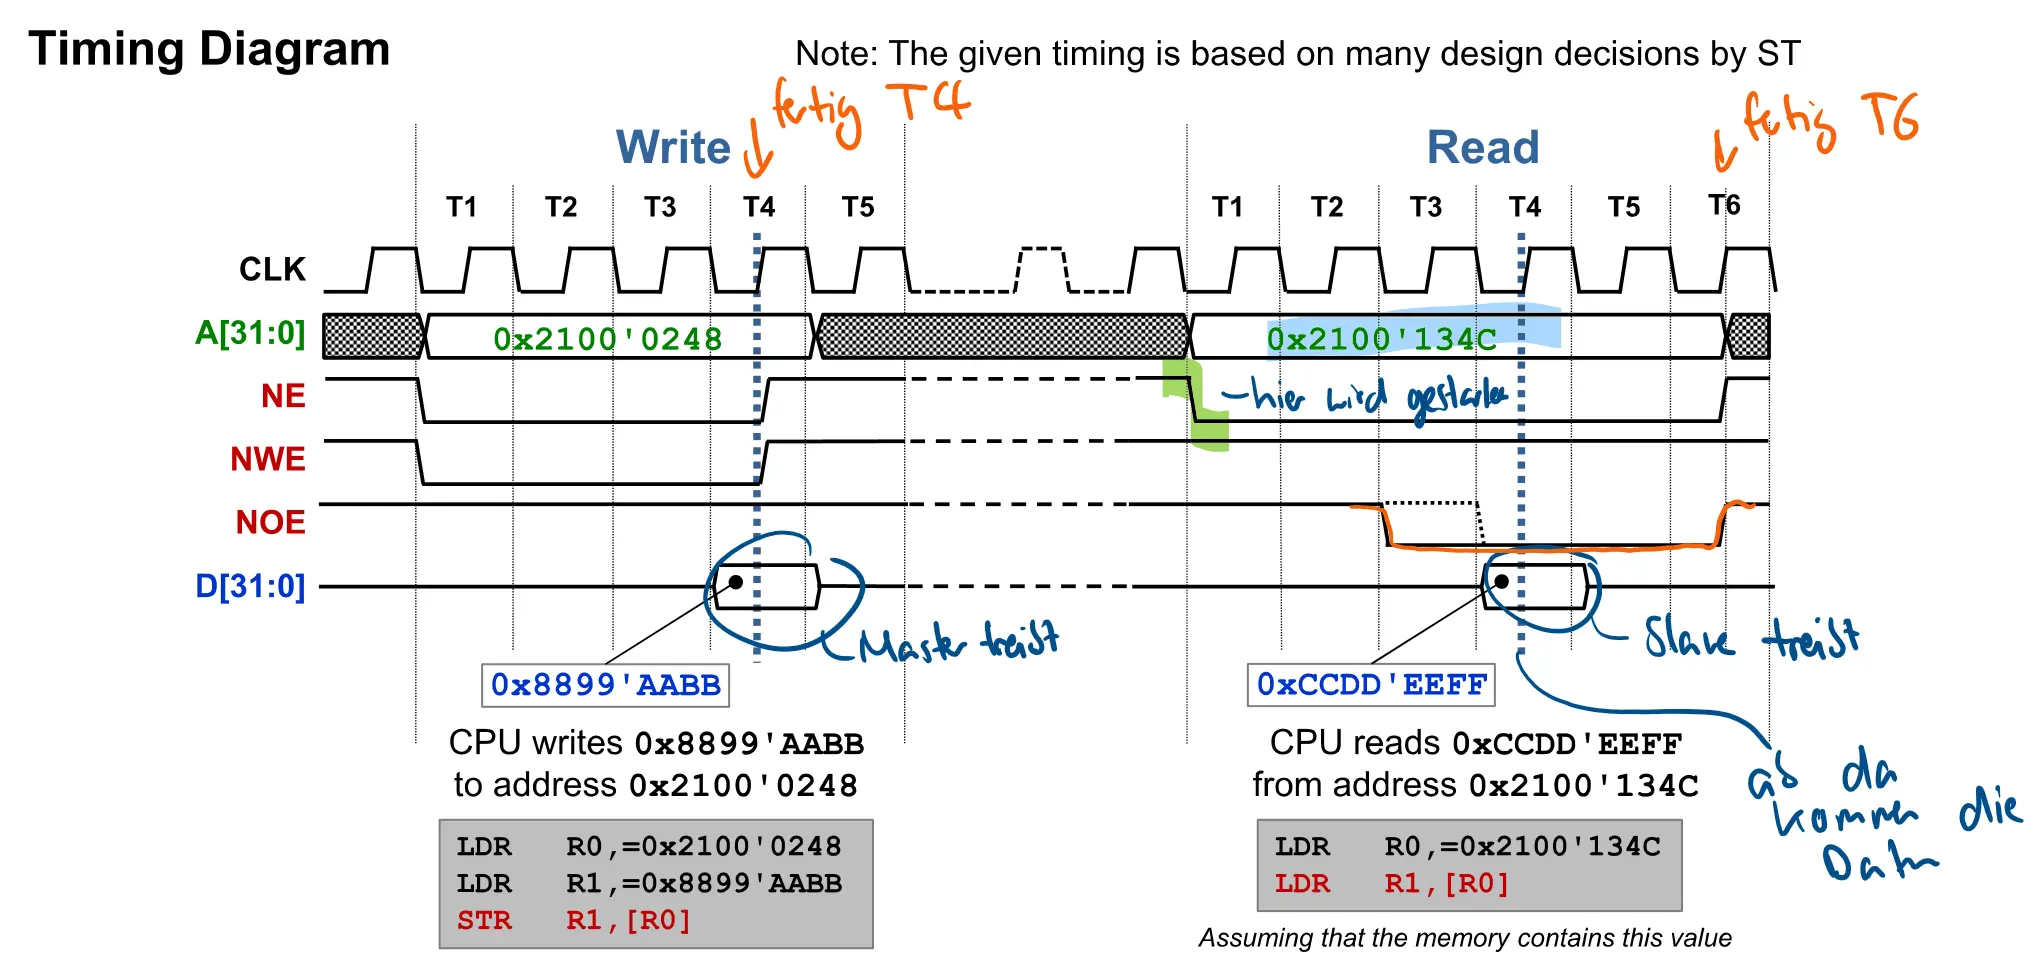 Timing Diagram
Note: The given timing is based on many design decisions by ST
fertig T4
fertig T6
Write
Read
T1 T2 T3 T4 T5
T1 T2 T3 T4 T5 T6
CLK
A[31:0]
0x2100'0248
0x2100'134C
NE
hier wird gestartet
NWE
NOE
D[31:0]
Master treibt
Slave treibt
0x8899'AABB
0xCCDD'EEFF
CPU writes 0x8899'AABB
to address 0x2100'0248
CPU reads 0xCCDD'EEFF
from address 0x2100'134C
ab da
kommen die
Daten
LDR R0,=0x2100'0248
LDR R1,=0x8899'AABB
STR R1,[R0]
LDR R0,=0x2100'134C
LDR R1,[R0]
Assuming that the memory contains this value